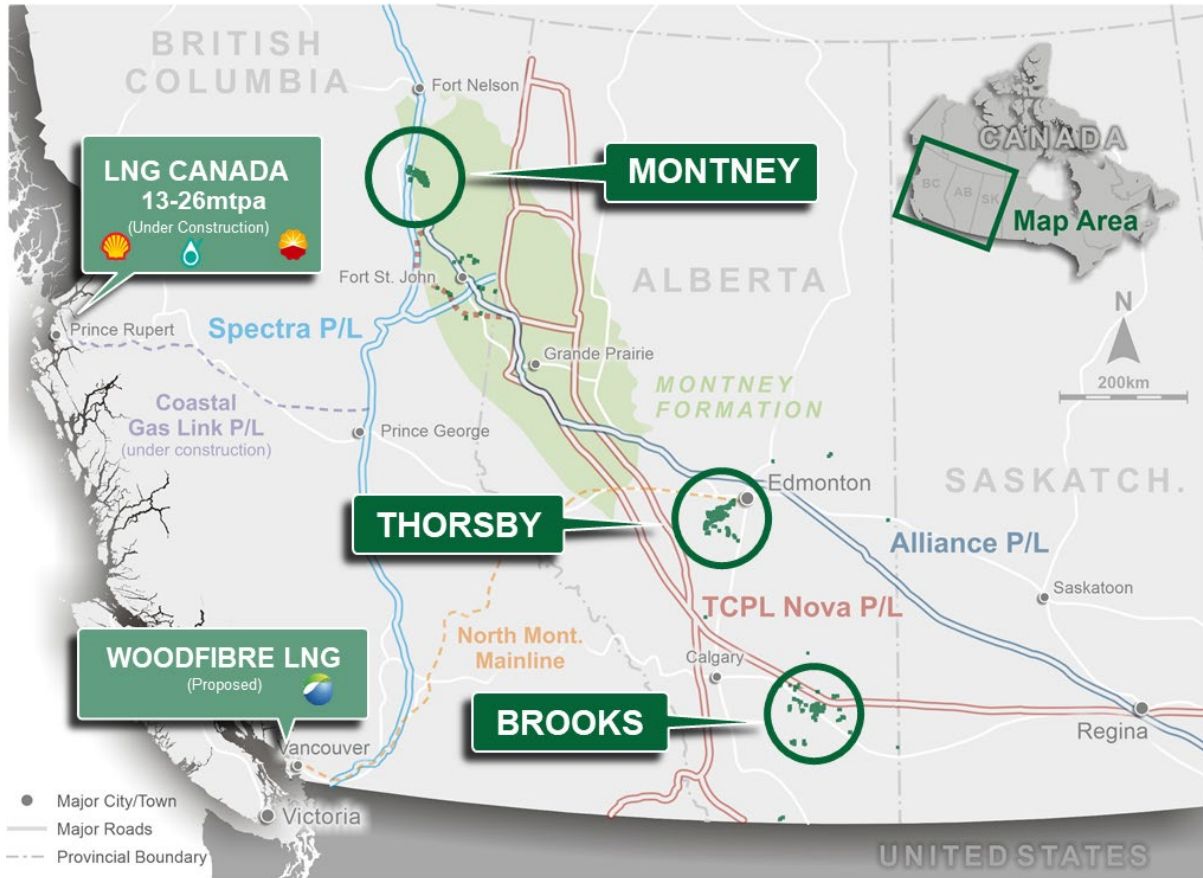 BRITISH
COLUMBIA
Fort Nelson
LNG CANADA
13-26mtpa
(Under Construction)
MONTNEY
CANADA
BC
AB
SK
Map Area
Fort St. John
ALBERTA
N
Prince Rupert
Spectra P/L
Grande Prairie
200km
MONTNEY
FORMATION
Coastal
Gas Link P/L
(under construction)
Prince George
Edmonton
SASKATCH.
THORSBY
Alliance P/L
Saskatoon
TCPL Nova P/L
North Mont.
Mainline
Calgary
WOODFIBRE LNG
(Proposed)
BROOKS
Regina
Vancouver
Victoria
Major City/Town
Major Roads
Provincial Boundary
UNITED STATES